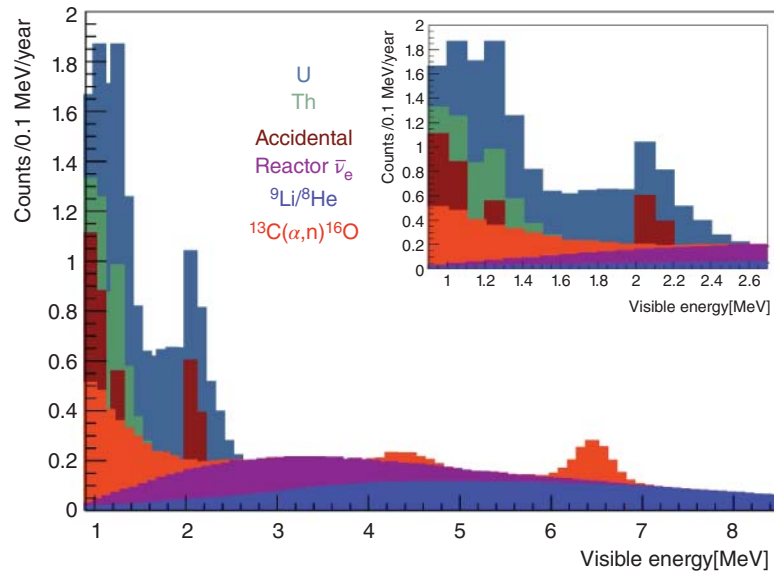 Counts /0.1 MeV/year
2
1.8
1.6
1.4
1.2
1
0.8
0.6
0.4
0.2
0
1 2 3 4 5 6 7 8
Visible energy[MeV]
U
Th
Accidental
Reactor ν̅ₑ
⁹Li/⁸He
¹³C(α,n)¹⁶O
Counts /0.1 MeV/year
2
1.8
1.6
1.4
1.2
1
0.8
0.6
0.4
0.2
0
1 1.2 1.4 1.6 1.8 2 2.2 2.4 2.6
Visible energy[MeV]